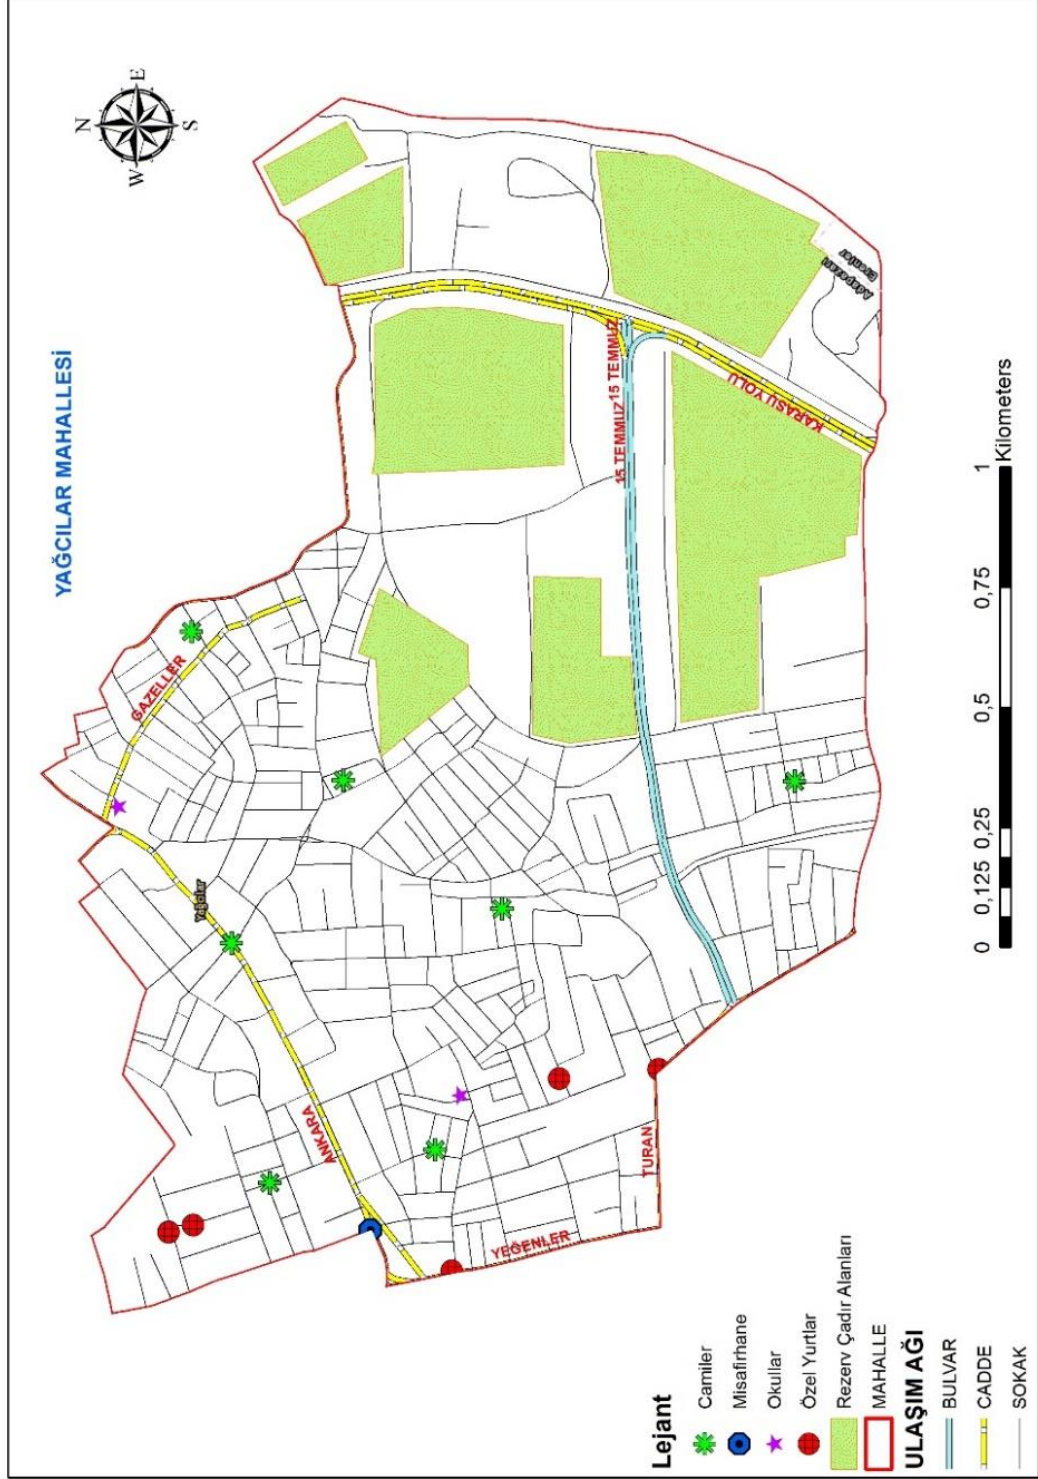 YAĞCILAR MAHALLESİ
N
E
S
W
GAZELLER
Yağcılar
ANKARA
YEĞENLER
TURAN
15 TEMMUZ
15 TEMMUZ
KARASU YOLU
Adapazarı
Erenler
Lejant
Camiler
Misafirhane
Okullar
Özel Yurtlar
Rezerv Çadır Alanları
MAHALLE
ULAŞIM AĞI
BULVAR
CADDE
SOKAK
0 0,125 0,25 0,5 0,75 1
Kilometers